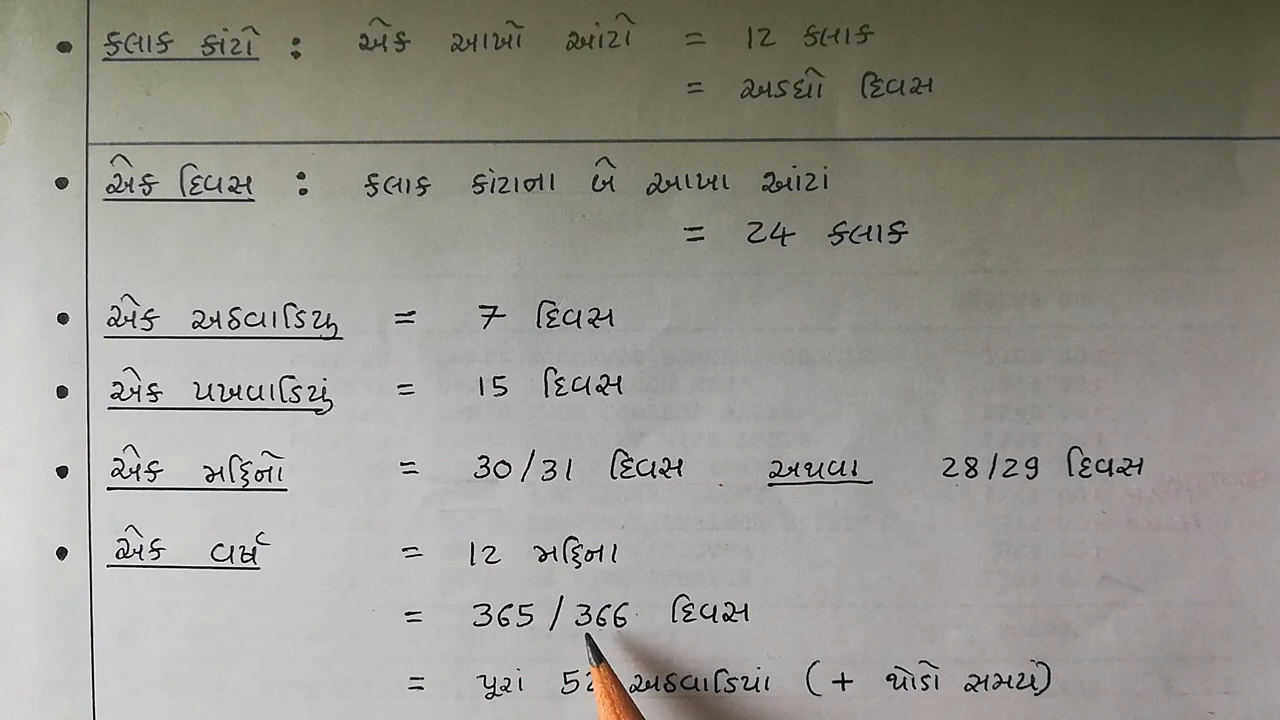 • કલાક કાંટો : એક આખો આંટો = 12 કલાક
= અડધો દિવસ
• એક દિવસ : કલાક કાંટાના બે આખા આંટાં
= 24 કલાક
• એક અઠવાડિયુ = 7 દિવસ
• એક પખવાડિયું = 15 દિવસ
• એક મહિનો = 30/31 દિવસ અથવા 28/29 દિવસ
• એક વર્ષ = 12 મહિના
= 365/366 દિવસ
= પૂરાં 52 અઠવાડિયાં (+ થોડો સમય)